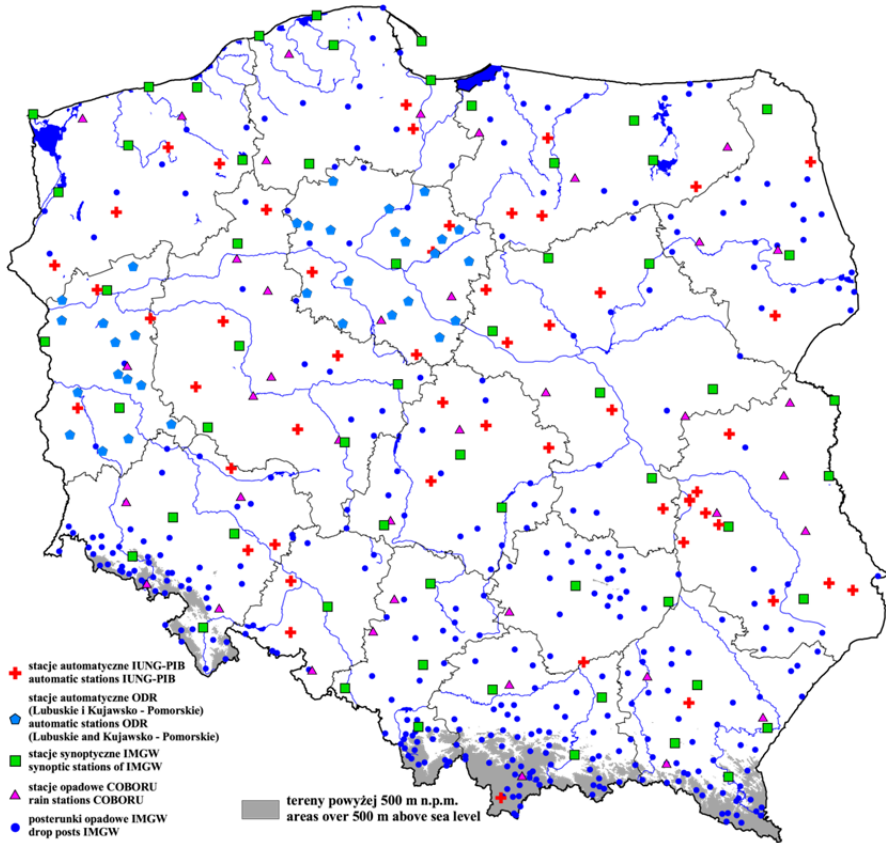 stacje automatyczne IUNG-PIB
automatic stations IUNG-PIB
stacje automatyczne ODR
(Lubuskie i Kujawsko - Pomorskie)
automatic stations ODR
(Lubuskie and Kujawsko - Pomorskie)
stacje synoptyczne IMGW
synoptic stations of IMGW
stacje opadowe COBORU
rain stations COBORU
posterunki opadowe IMGW
drop posts IMGW
tereny powyżej 500 m n.p.m.
areas over 500 m above sea level